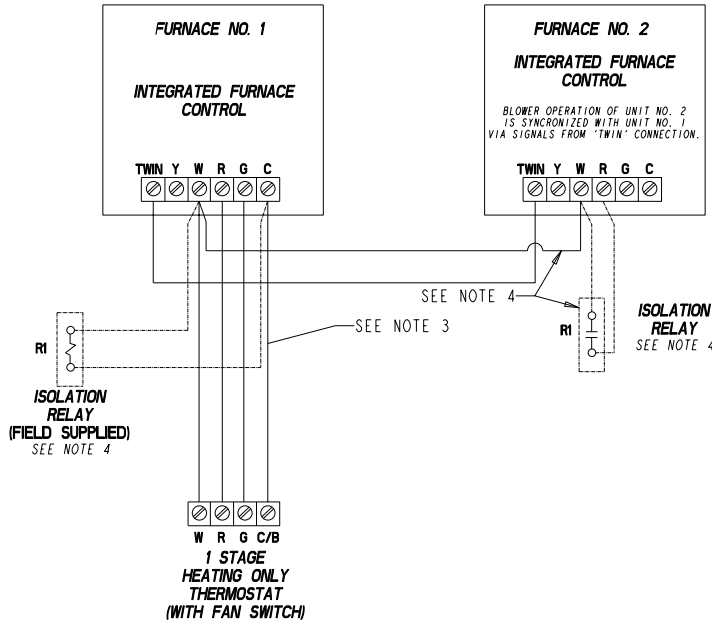 FURNACE NO. 1
INTEGRATED FURNACE
CONTROL
TWIN Y W R G C
FURNACE NO. 2
INTEGRATED FURNACE
CONTROL
BLOWER OPERATION OF UNIT NO. 2
IS SYNCRONIZED WITH UNIT NO. 1
VIA SIGNALS FROM 'TWIN' CONNECTION.
TWIN Y W R G C
SEE NOTE 4
SEE NOTE 3
R1
ISOLATION
RELAY
(FIELD SUPPLIED)
SEE NOTE 4
R1
ISOLATION
RELAY
SEE NOTE 4
W R G C/B
1 STAGE
HEATING ONLY
THERMOSTAT
(WITH FAN SWITCH)